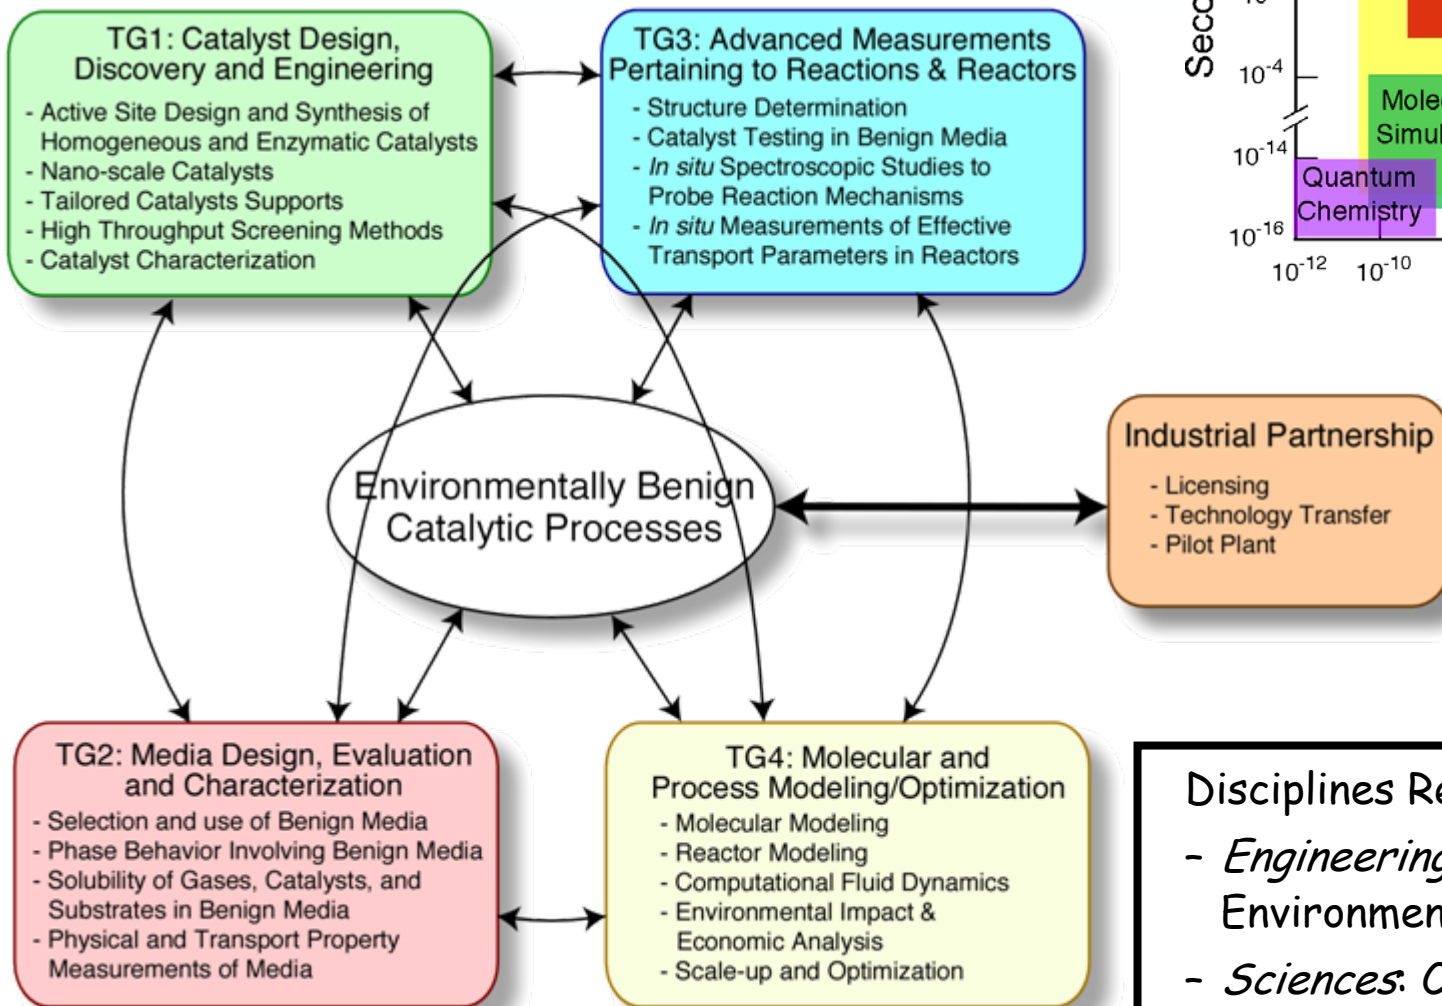 TG1: Catalyst Design,
Discovery and Engineering
- Active Site Design and Synthesis of
Homogeneous and Enzymatic Catalysts
- Nano-scale Catalysts
- Tailored Catalysts Supports
- High Throughput Screening Methods
- Catalyst Characterization
TG3: Advanced Measurements
Pertaining to Reactions & Reactors
- Structure Determination
- Catalyst Testing in Benign Media
- In situ Spectroscopic Studies to
Probe Reaction Mechanisms
- In situ Measurements of Effective
Transport Parameters in Reactors
10-4
10-14
10-16
Quantum
Chemistry
10-12
10-10
Environmentally Benign
Catalytic Processes
Industrial Partnership
- Licensing
- Technology Transfer
- Pilot Plant
TG2: Media Design, Evaluation
and Characterization
- Selection and use of Benign Media
- Phase Behavior Involving Benign Media
- Solubility of Gases, Catalysts, and
Substrates in Benign Media
- Physical and Transport Property
Measurements of Media
TG4: Molecular and
Process Modeling/Optimization
- Molecular Modeling
- Reactor Modeling
- Computational Fluid Dynamics
- Environmental Impact &
Economic Analysis
- Scale-up and Optimization
Disciplines
- Engineering
- Sciences: